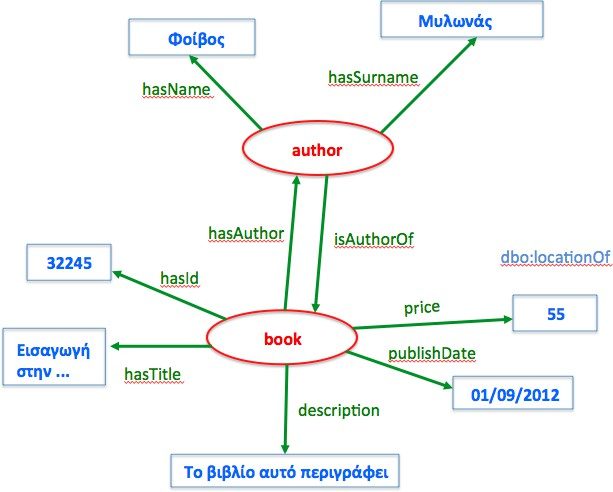 Μυλωνάς
Φοίβος
hasSurname
hasName
author
hasAuthor
isAuthorOf
dbo:locationOf
32245
hasId
price
55
book
Εισαγωγή
στην ...
hasTitle
publishDate
01/09/2012
description
Το βιβλίο αυτό περιγράφει